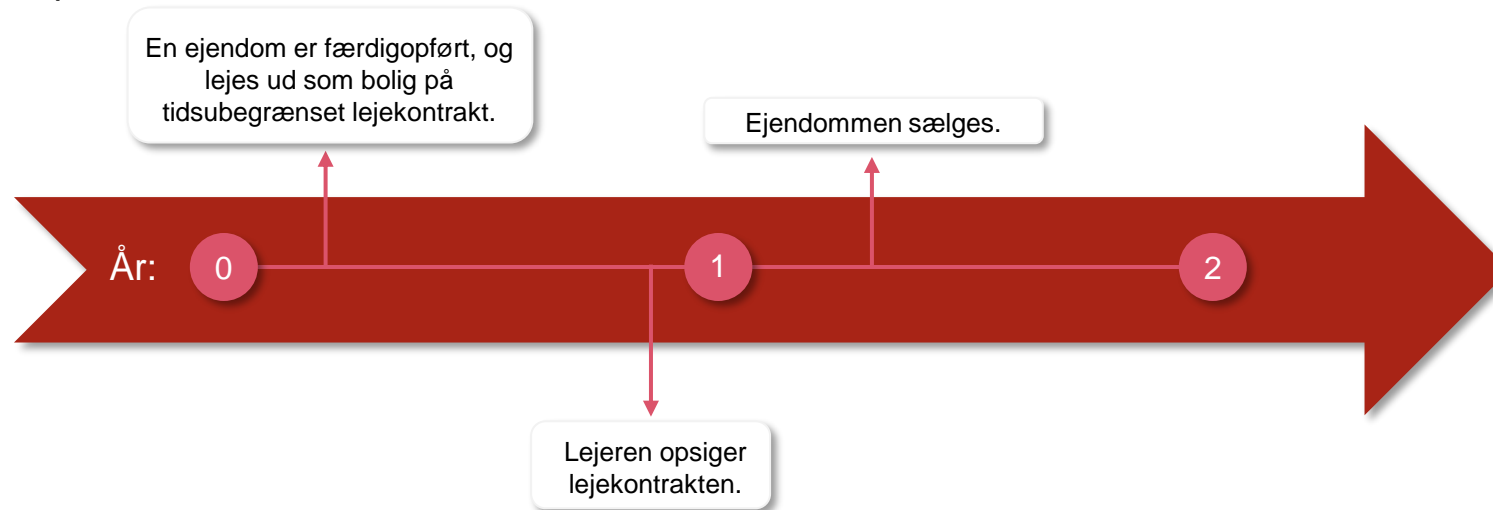 En ejendom er færdigopført, og
lejes ud som bolig på
tidsubegrænset lejekontrakt.
Ejendommen sælges.
År:
0
1
2
Lejeren opsiger
lejekontrakten.